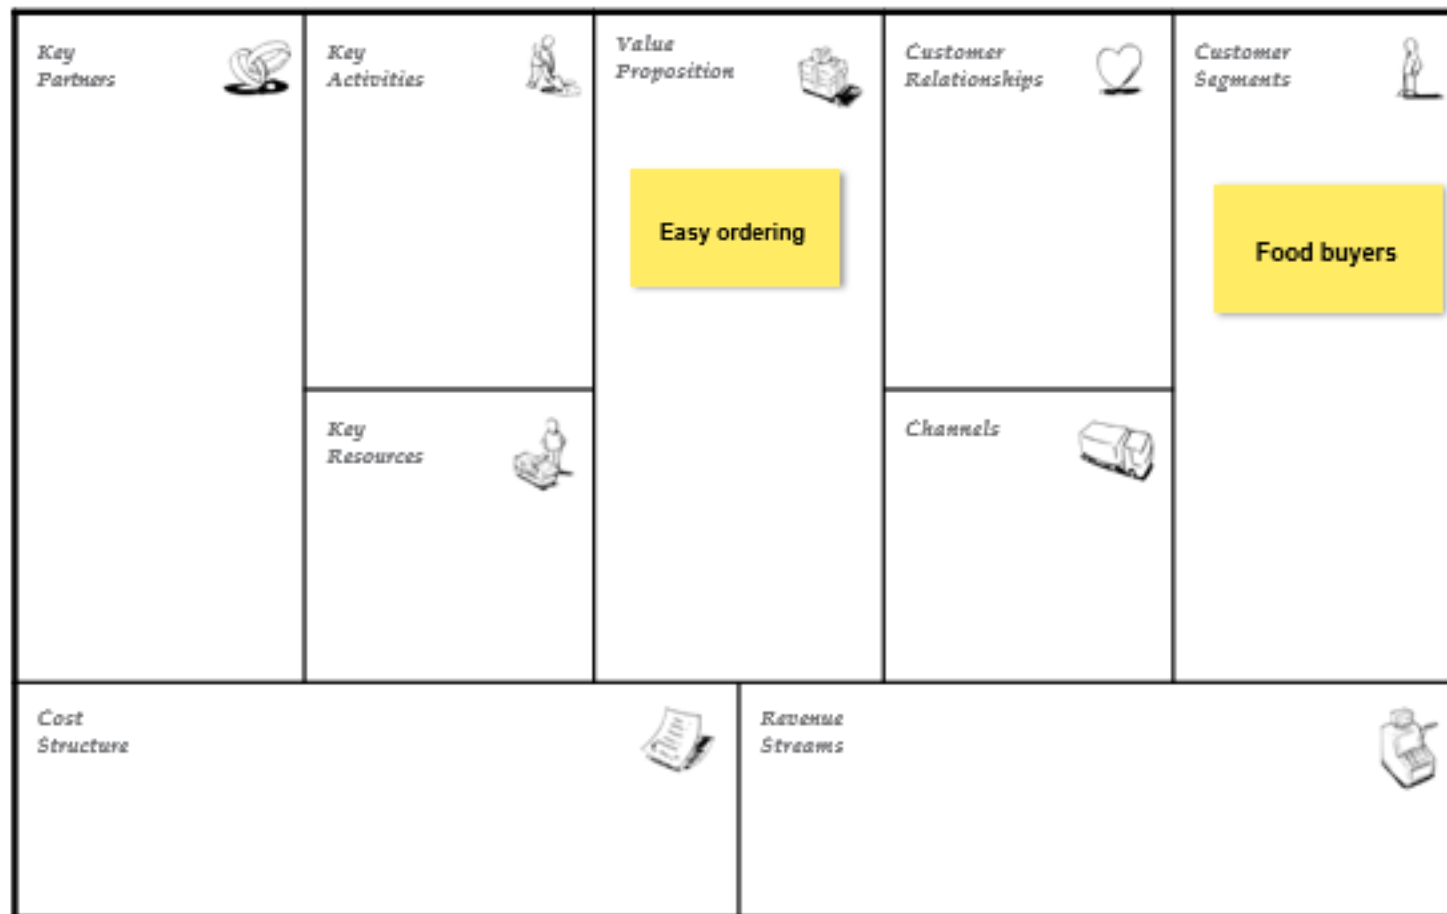 Key
Partners
Key
Activities
Value
Proposition
Customer
Relationships
Customer
Segments
Easy ordering
Food buyers
Key
Resources
Channels
Cost
Structure
Revenue
Streams